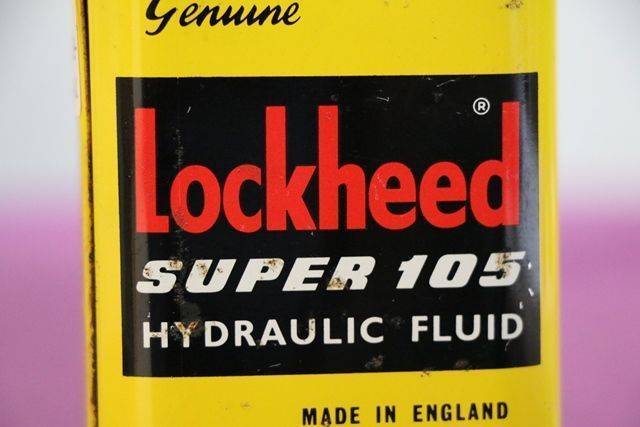 Genuine
Lockheed ®
SUPER 105
HYDRAULIC FLUID
MADE IN ENGLAND